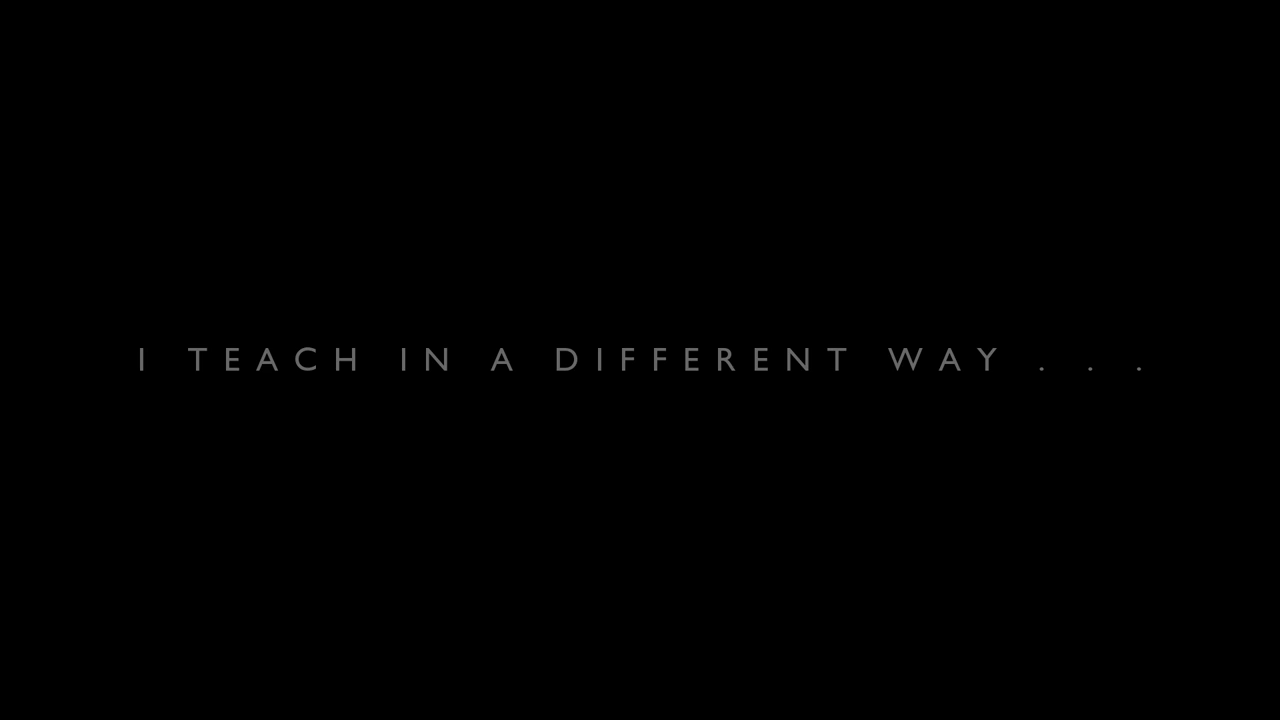 I TEACH IN A DIFFERENT WAY . . .